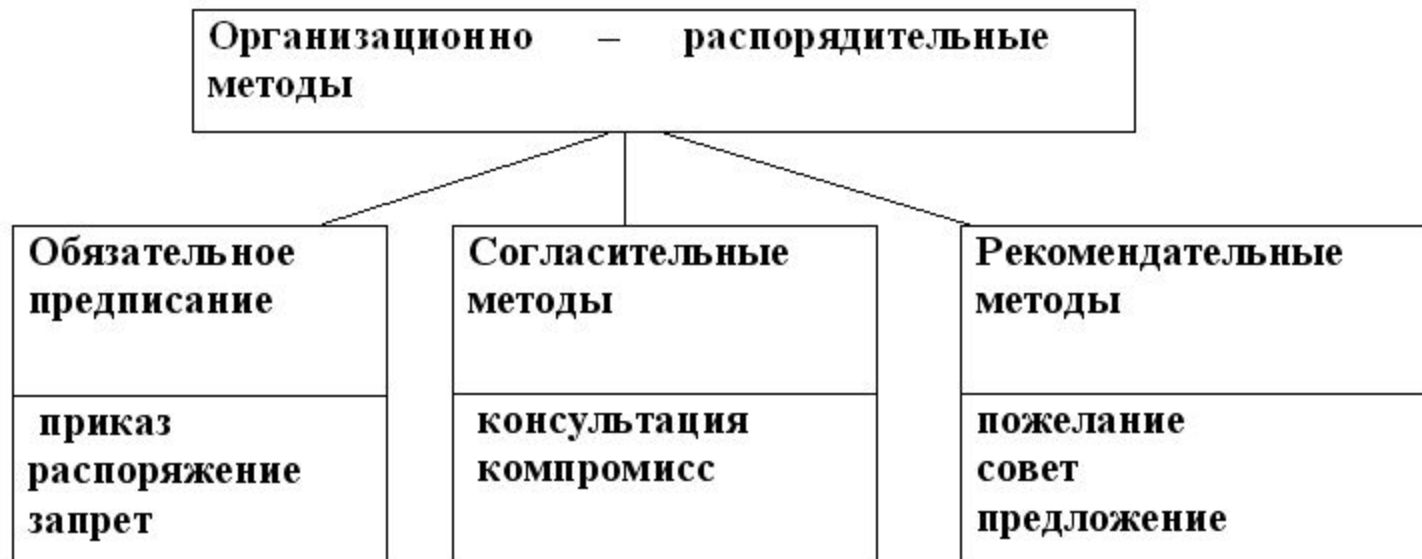 Организационно – распорядительные
методы
Обязательное
предписание
приказ
распоряжение
запрет
Согласительные
методы
консультация
компромисс
Рекомендательные
методы
пожелание
совет
предложение